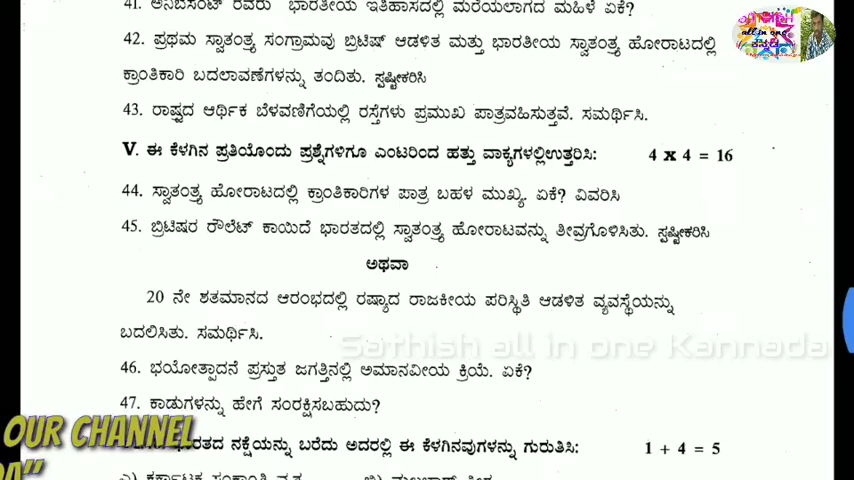 41. ಅನಿಬೆಸೆಂಟ್ ರವರು ಭಾರತೀಯ ಇತಿಹಾಸದಲ್ಲಿ ಮರೆಯಲಾಗದ ಮಹಿಳೆ ಏಕೆ?
all in one
ಕನ್ನಡ
42. ಪ್ರಥಮ ಸ್ವಾತಂತ್ರ್ಯ ಸಂಗ್ರಾಮವು ಬ್ರಿಟಿಷ್ ಆಡಳಿತ ಮತ್ತು ಭಾರತೀಯ ಸ್ವಾತಂತ್ರ್ಯ ಹೋರಾಟದಲ್ಲಿ
ಕ್ರಾಂತಿಕಾರಿ ಬದಲಾವಣೆಗಳನ್ನು ತಂದಿತು. ಸ್ಪಷ್ಟೀಕರಿಸಿ
43. ರಾಷ್ಟ್ರದ ಆರ್ಥಿಕ ಬೆಳವಣಿಗೆಯಲ್ಲಿ ರಸ್ತೆಗಳು ಪ್ರಮುಖ ಪಾತ್ರವಹಿಸುತ್ತವೆ. ಸಮರ್ಥಿಸಿ.
V. ಈ ಕೆಳಗಿನ ಪ್ರತಿಯೊಂದು ಪ್ರಶ್ನೆಗಳಿಗೂ ಎಂಟರಿಂದ ಹತ್ತು ವಾಕ್ಯಗಳಲ್ಲಿಉತ್ತರಿಸಿ: 4 x 4 = 16
44. ಸ್ವಾತಂತ್ರ್ಯ ಹೋರಾಟದಲ್ಲಿ ಕ್ರಾಂತಿಕಾರಿಗಳ ಪಾತ್ರ ಬಹಳ ಮುಖ್ಯ. ಏಕೆ? ವಿವರಿಸಿ
45. ಬ್ರಿಟಿಷರ ರೌಲೆಟ್ ಕಾಯಿದೆ ಭಾರತದಲ್ಲಿ ಸ್ವಾತಂತ್ರ್ಯ ಹೋರಾಟವನ್ನು ತೀವ್ರಗೊಳಿಸಿತು. ಸ್ಪಷ್ಟೀಕರಿಸಿ
ಅಥವಾ
20 ನೇ ಶತಮಾನದ ಆರಂಭದಲ್ಲಿ ರಷ್ಯಾದ ರಾಜಕೀಯ ಪರಿಸ್ಥಿತಿ ಆಡಳಿತ ವ್ಯವಸ್ಥೆಯನ್ನು
ಬದಲಿಸಿತು. ಸಮರ್ಥಿಸಿ.
Sathish all in one Kannada
46. ಭಯೋತ್ಪಾದನೆ ಪ್ರಸ್ತುತ ಜಗತ್ತಿನಲ್ಲಿ ಅಮಾನವೀಯ ಕ್ರಿಯೆ. ಏಕೆ?
47. ಕಾಡುಗಳನ್ನು ಹೇಗೆ ಸಂರಕ್ಷಿಸಬಹುದು?
OUR CHANNEL
ಭಾರತದ ನಕ್ಷೆಯನ್ನು ಬರೆದು ಅದರಲ್ಲಿ ಈ ಕೆಳಗಿನವುಗಳನ್ನು ಗುರುತಿಸಿ: 1 + 4 = 5